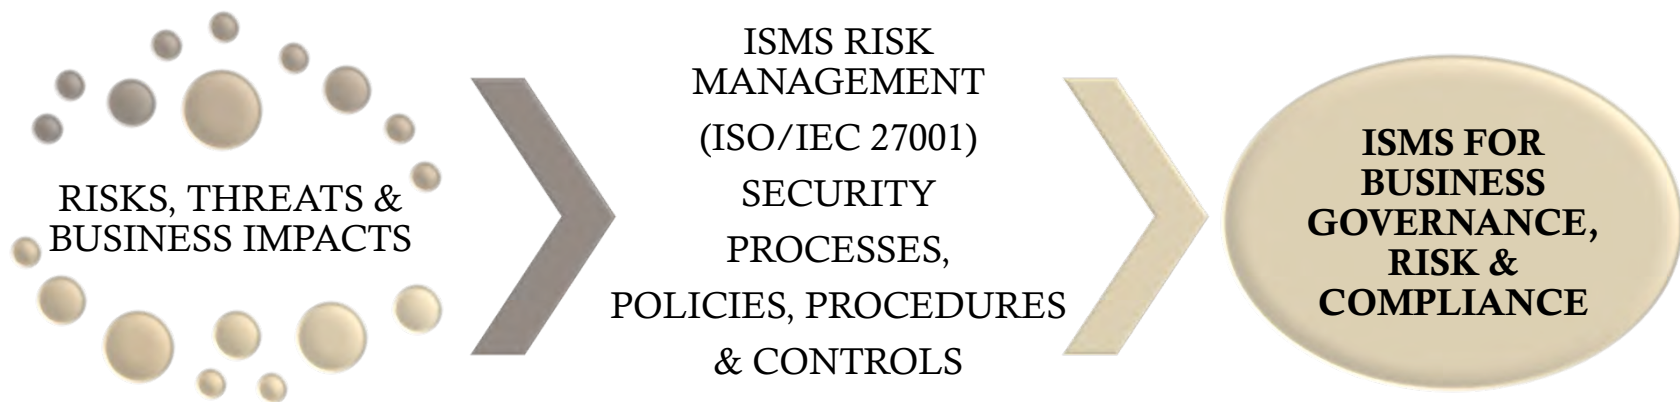 RISKS, THREATS &
BUSINESS IMPACTS
ISMS RISK
MANAGEMENT
(ISO/IEC 27001)
SECURITY
PROCESSES,
POLICIES, PROCEDURES
& CONTROLS
ISMS FOR
BUSINESS
GOVERNANCE,
RISK &
COMPLIANCE